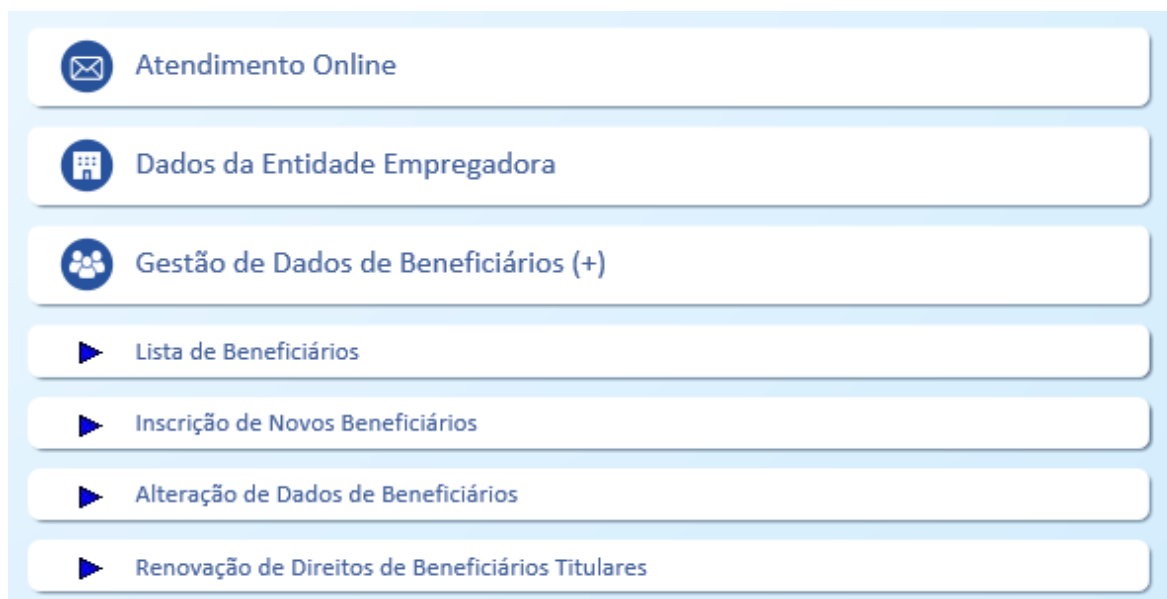 Atendimento Online
Dados da Entidade Empregadora
Gestão de Dados de Beneficiários (+)
Lista de Beneficiários
Inscrição de Novos Beneficiários
Alteração de Dados de Beneficiários
Renovação de Direitos de Beneficiários Titulares